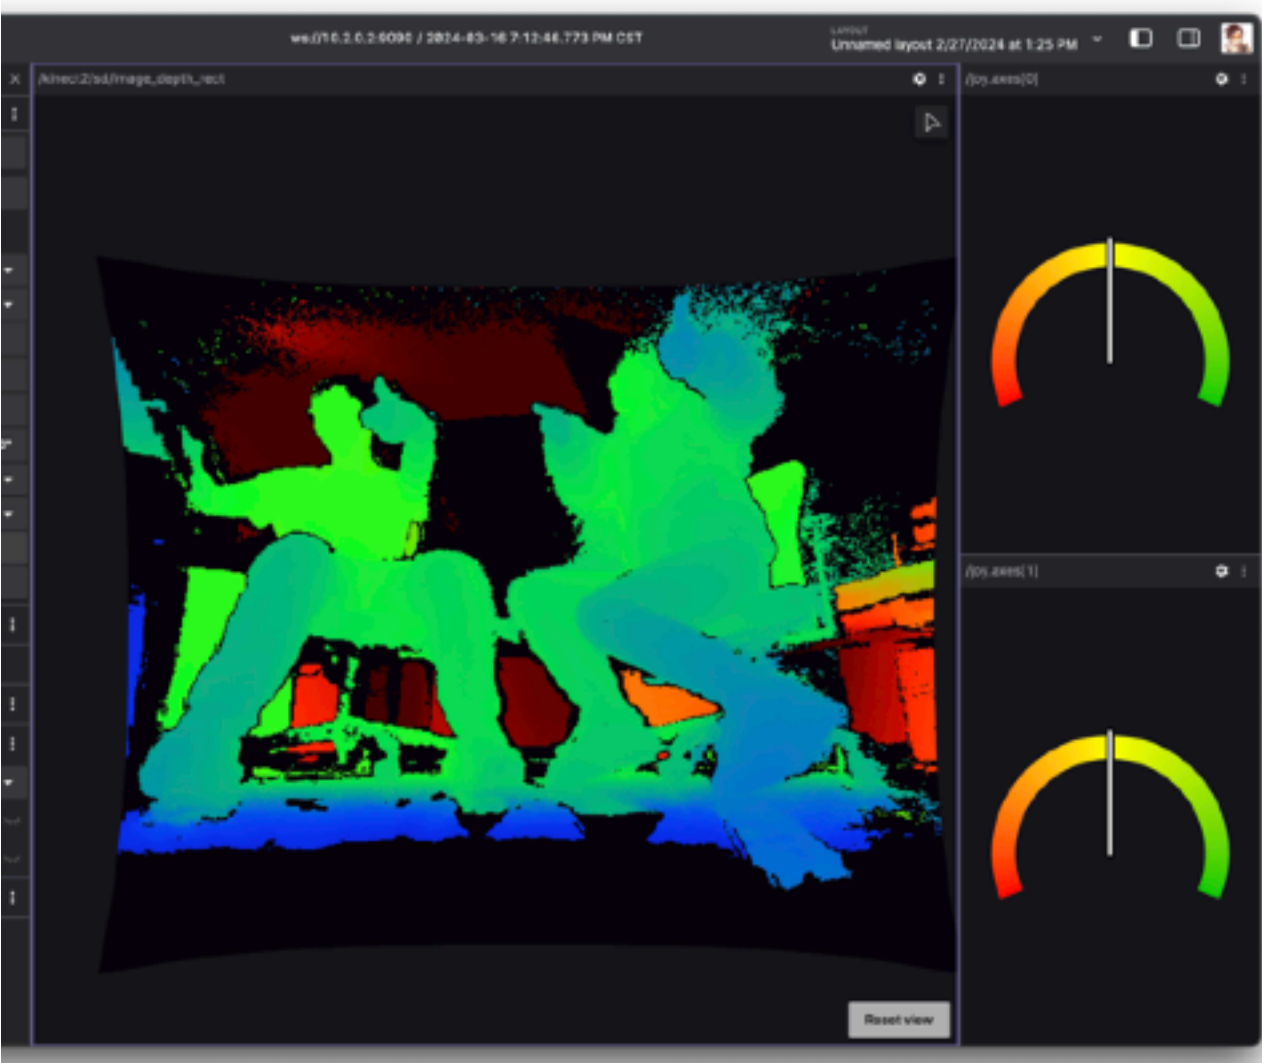 ws://10.2.0.2:9090 / 2024-03-16 7:12:46.773 PM CST
LAYOUT
Unnamed layout 2/27/2024 at 1:25 PM
/kinect2/sd/image_depth_rect
/joy.axes[0]
/joy.axes[1]
Reset view